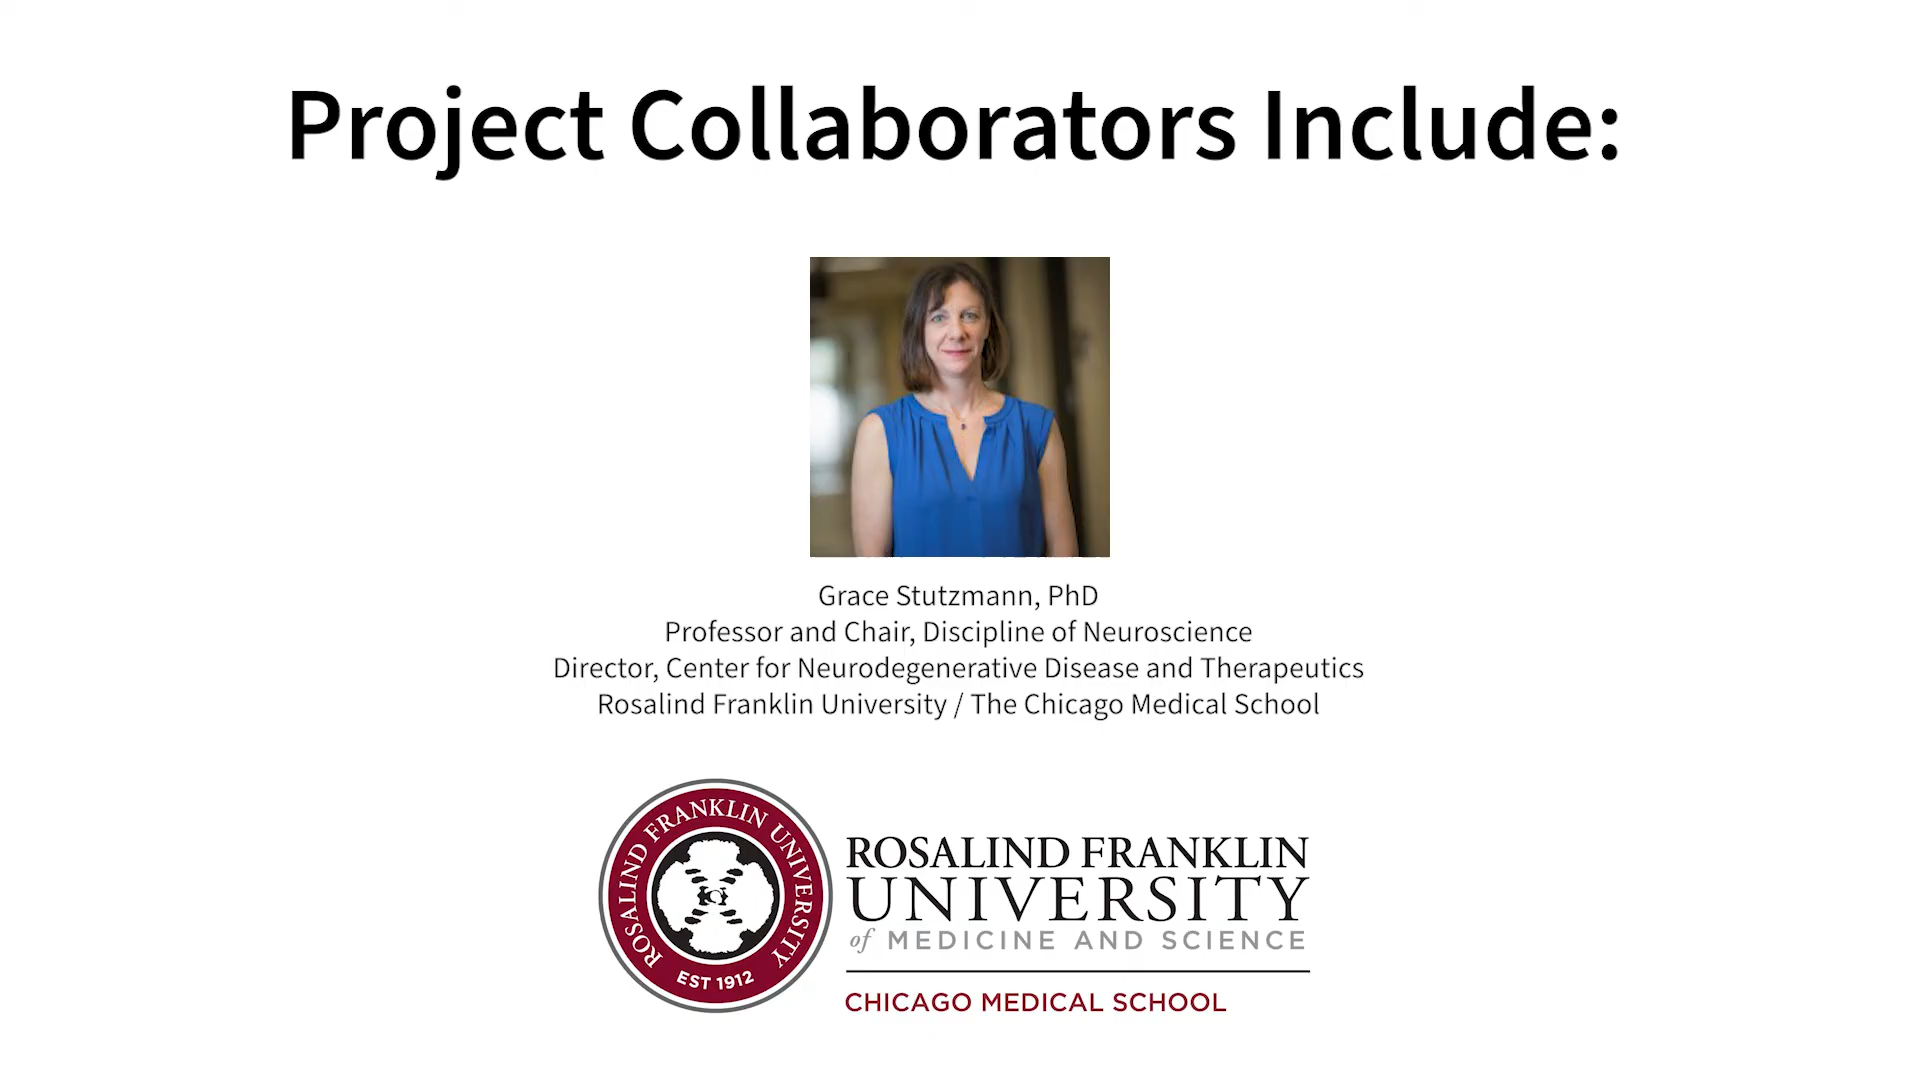 Project Collaborators Include:
Grace Stutzmann, PhD
Professor and Chair, Discipline of Neuroscience
Director, Center for Neurodegenerative Disease and Therapeutics
Rosalind Franklin University / The Chicago Medical School
ROSALIND FRANKLIN UNIVERSITY
EST 1912
ROSALIND FRANKLIN
UNIVERSITY
of MEDICINE AND SCIENCE
CHICAGO MEDICAL SCHOOL